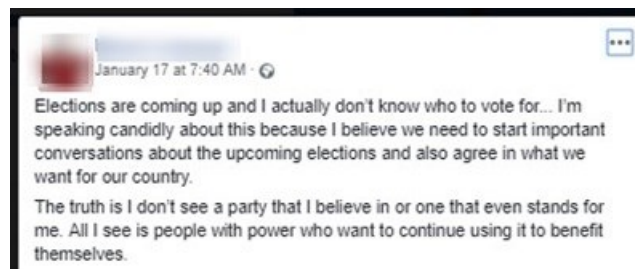 January 17 at 7:40 AM ·
Elections are coming up and I actually don't know who to vote for... I'm
speaking candidly about this because I believe we need to start important
conversations about the upcoming elections and also agree in what we
want for our country.
The truth is I don't see a party that I believe in or one that even stands for
me. All I see is people with power who want to continue using it to benefit
themselves.